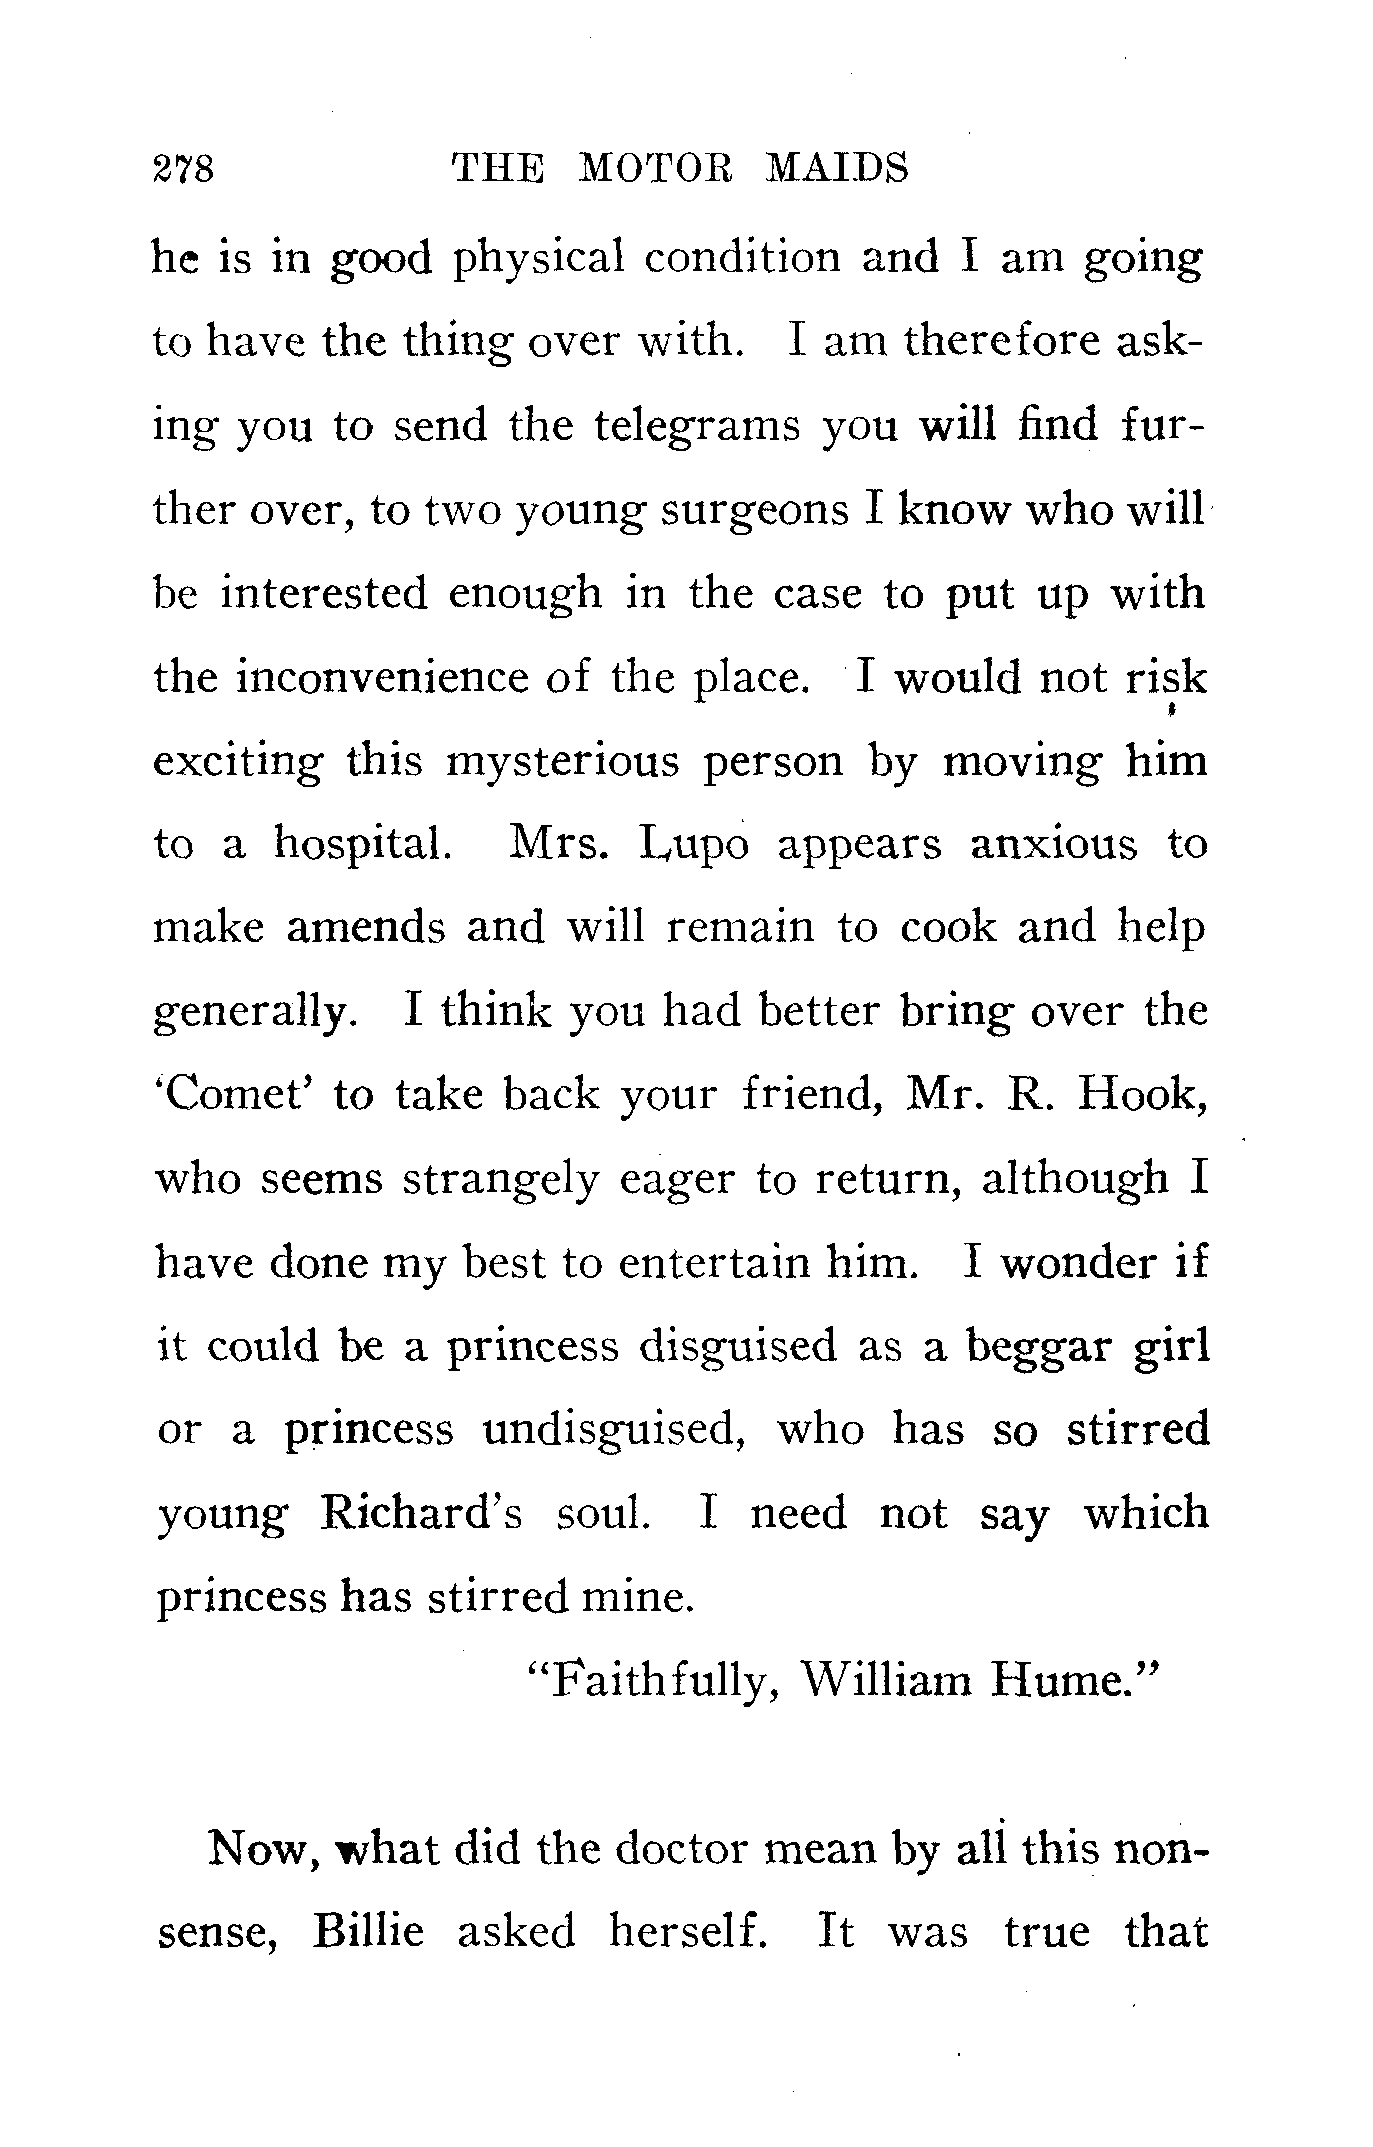 278 THE MOTOR MAIDS
he is in good physical condition and I am going
to have the thing over with. I am therefore ask-
ing you to send the telegrams you will find fur-
ther over, to two young surgeons I know who will
be interested enough in the case to put up with
the inconvenience of the place. I would not risk
exciting this mysterious person by moving him
to a hospital. Mrs. Lupo appears anxious to
make amends and will remain to cook and help
generally. I think you had better bring over the
‘Comet’ to take back your friend, Mr. R. Hook,
who seems strangely eager to return, although I
have done my best to entertain him. I wonder if
it could be a princess disguised as a beggar girl
or a princess undisguised, who has so stirred
young Richard’s soul. I need not say which
princess has stirred mine.
“Faithfully, William Hume.”
Now, what did the doctor mean by all this non-
sense, Billie asked herself. It was true that